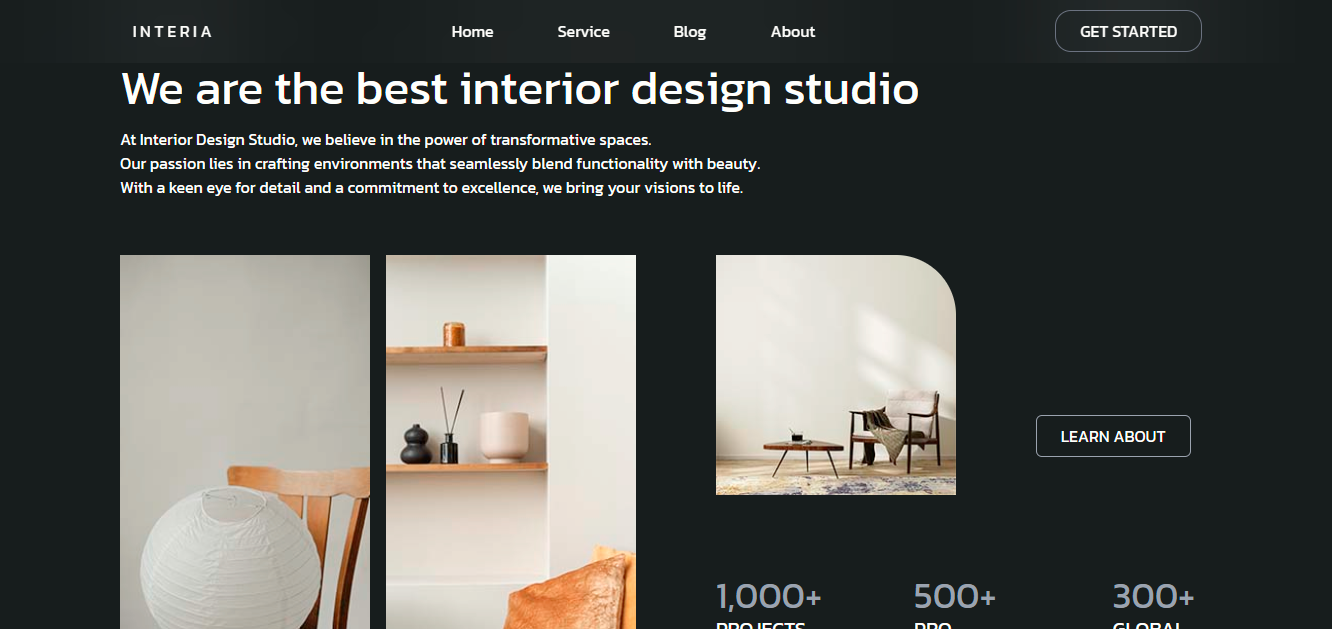 INTERIA
Home
Service
Blog
About
GET STARTED
We are the best interior design studio
At Interior Design Studio, we believe in the power of transformative spaces.
Our passion lies in crafting environments that seamlessly blend functionality with beauty.
With a keen eye for detail and a commitment to excellence, we bring your visions to life.
LEARN ABOUT
1,000+
500+
300+
PROJECTS
PRO
GLOBAL